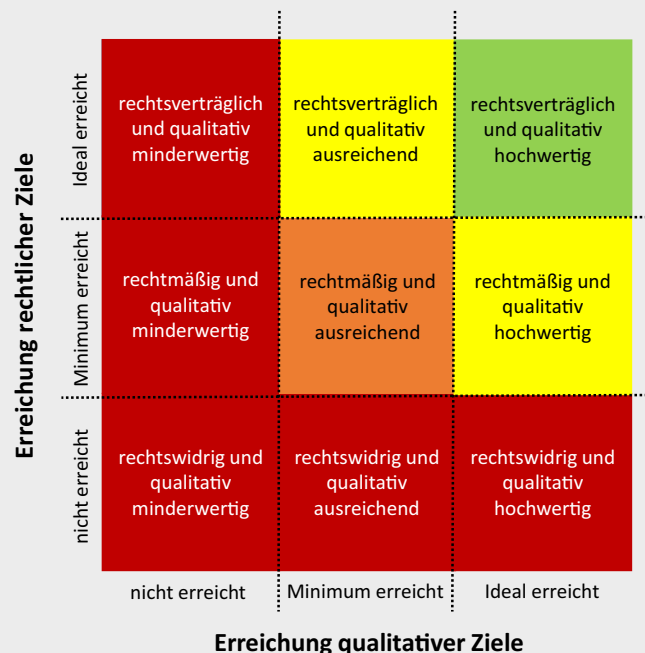 Erreichung rechtlicher Ziele
Ideal erreicht
rechtsverträglich
und qualitativ
minderwertig
rechtsverträglich
und qualitativ
ausreichend
rechtsverträglich
und qualitativ
hochwertig
Minimum erreicht
rechtmäßig und
qualitativ
minderwertig
rechtmäßig und
qualitativ
ausreichend
rechtmäßig und
qualitativ
hochwertig
nicht erreicht
rechtswidrig und
qualitativ
minderwertig
rechtswidrig und
qualitativ
ausreichend
rechtswidrig und
qualitativ
hochwertig
nicht erreicht
Minimum erreicht
Ideal erreicht
Erreichung qualitativer Ziele